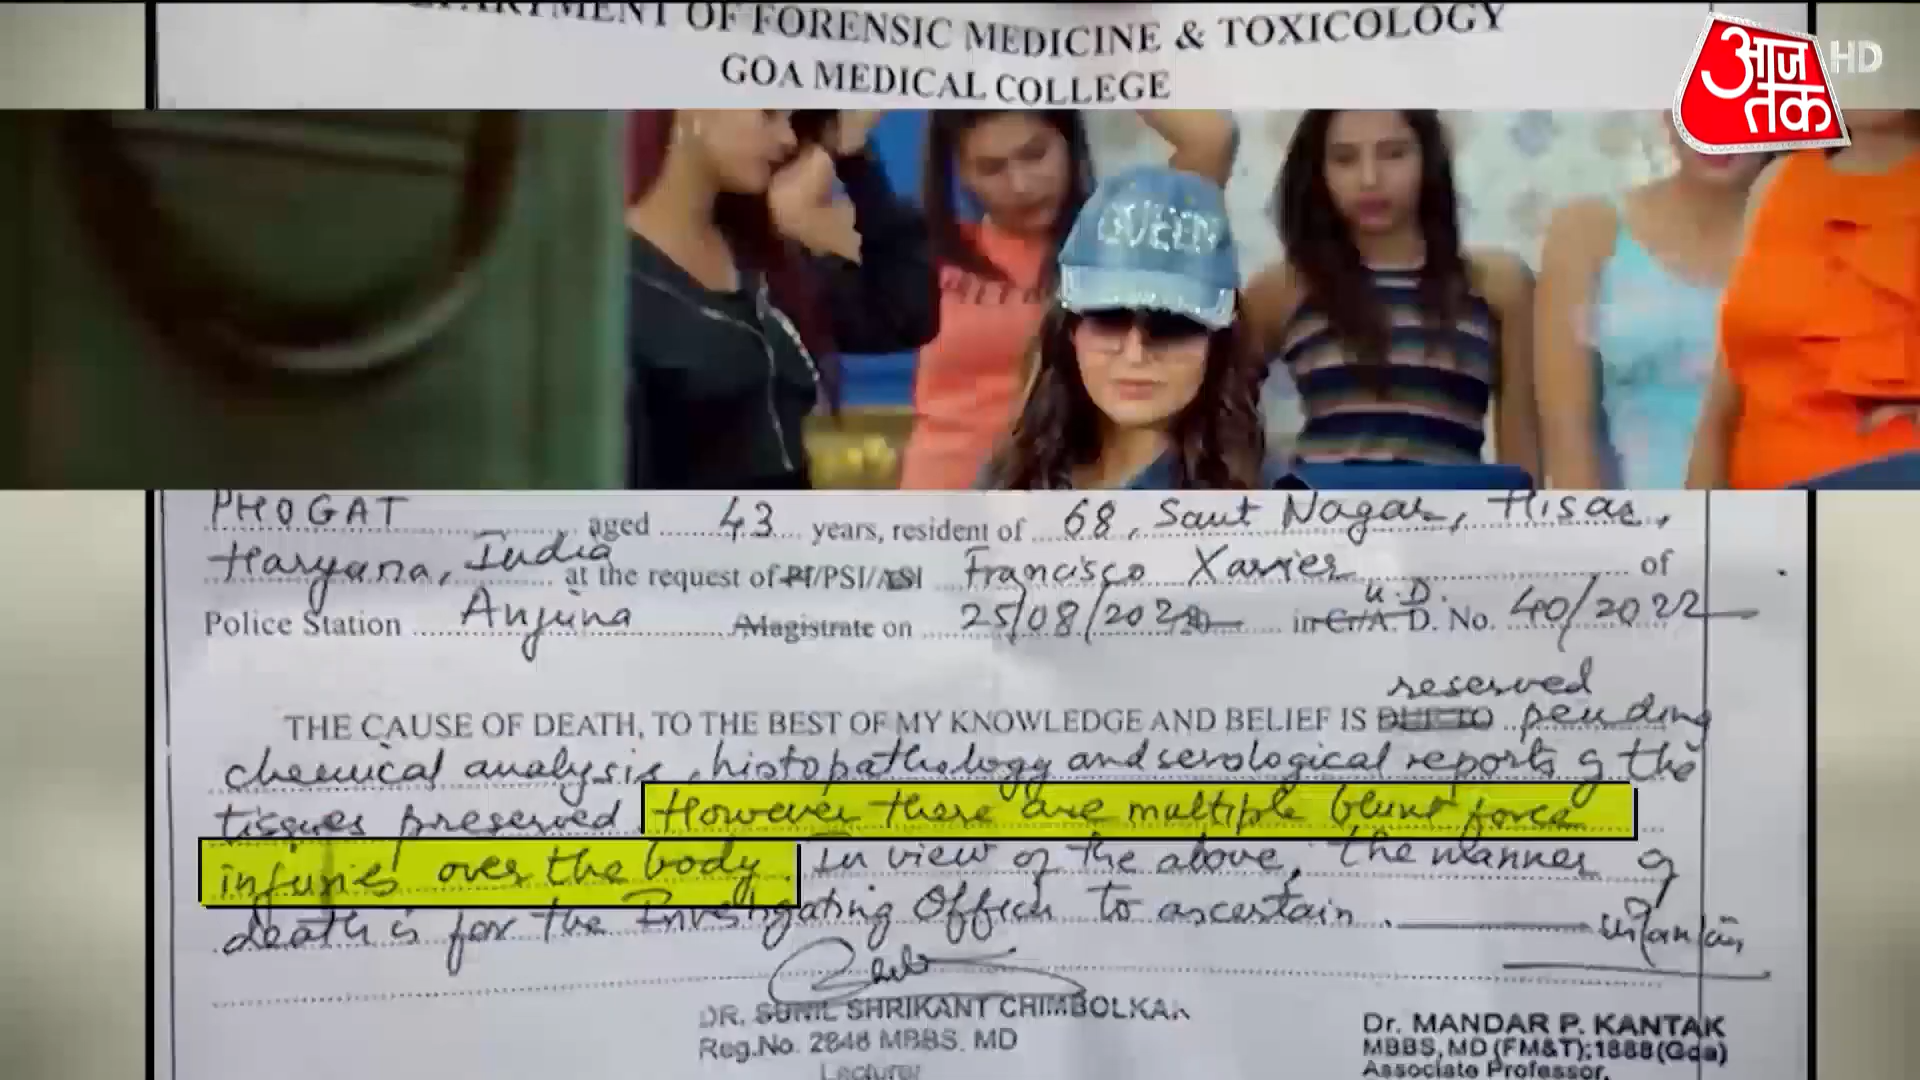 DEPARTMENT OF FORENSIC MEDICINE & TOXICOLOGY
GOA MEDICAL COLLEGE
आज
तक
HD
QUEEN
PHOGAT aged 43 years, resident of 68, Sant Nagar, Hisar,
Haryana, India at the request of PI/PSI/ASI Francisco Xavier of
U.D.
Police Station Anjuna Magistrate on 25/08/2022 in Cr/A. D. No. 40/2022
reserved
THE CAUSE OF DEATH, TO THE BEST OF MY KNOWLEDGE AND BELIEF IS DUE TO pending
chemical analysis, histopathology and serological reports of the
tissues preserved. However there are multiple blunt force
injuries over the body. In view of the above, the manner of
death is for the Investigating Officer to ascertain.
DR. SUNIL SHRIKANT CHIMBOLKAR
Reg.No. 2846 MBBS. MD
Lecturer
Dr. MANDAR P. KANTAK
MBBS, MD (FM&T);1888(Goa)
Associate Professor,